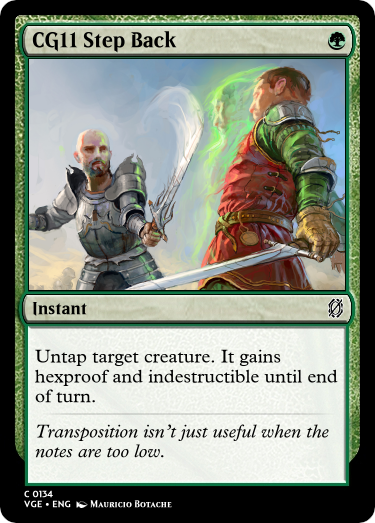 CG11 Step Back
Instant
Untap target creature. It gains
hexproof and indestructible until end
of turn.
Transposition isn't just useful when the
notes are too low.
C 0134
VGE • ENG Mauricio Botache